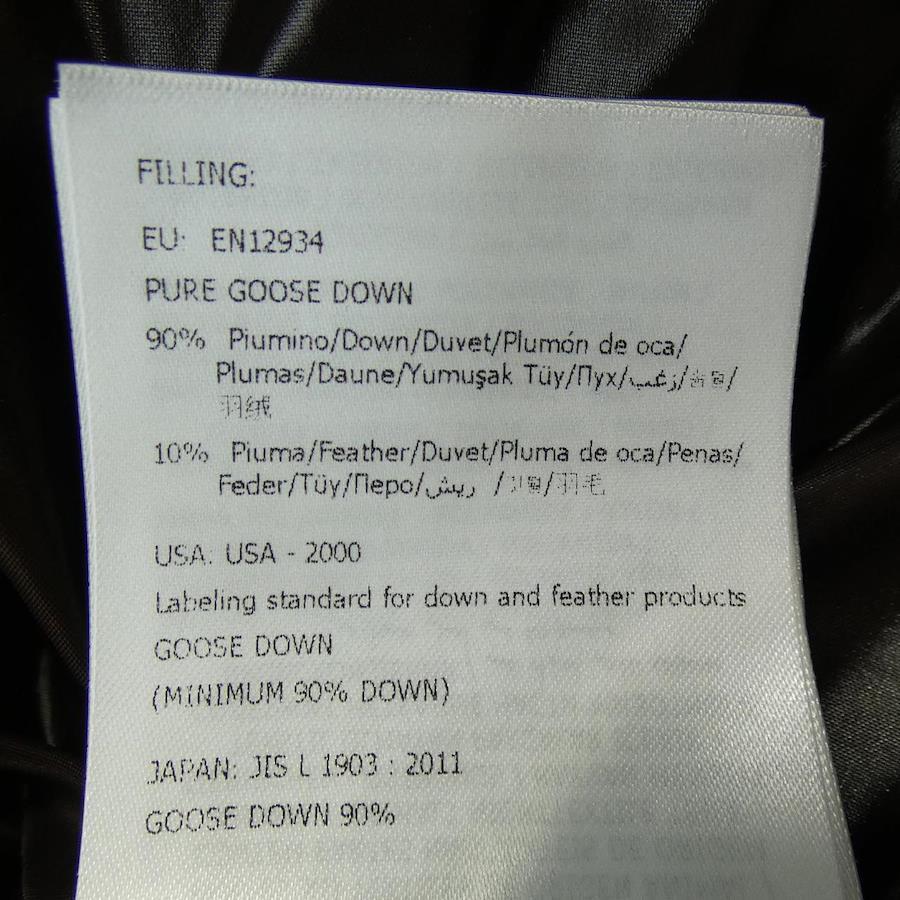 FILLING:
EU: EN12934
PURE GOOSE DOWN
90% Piumino/Down/Duvet/Plumón de oca/
Plumas/Daune/Yumuşak Tüy/Пух/زغب/솜털/
羽绒
10% Piuma/Feather/Duvet/Pluma de oca/Penas/
Feder/Tüy/Перо/ريش /깃털/羽毛
USA: USA - 2000
Labeling standard for down and feather products
GOOSE DOWN
(MINIMUM 90% DOWN)
JAPAN: JIS L 1903 : 2011
GOOSE DOWN 90%